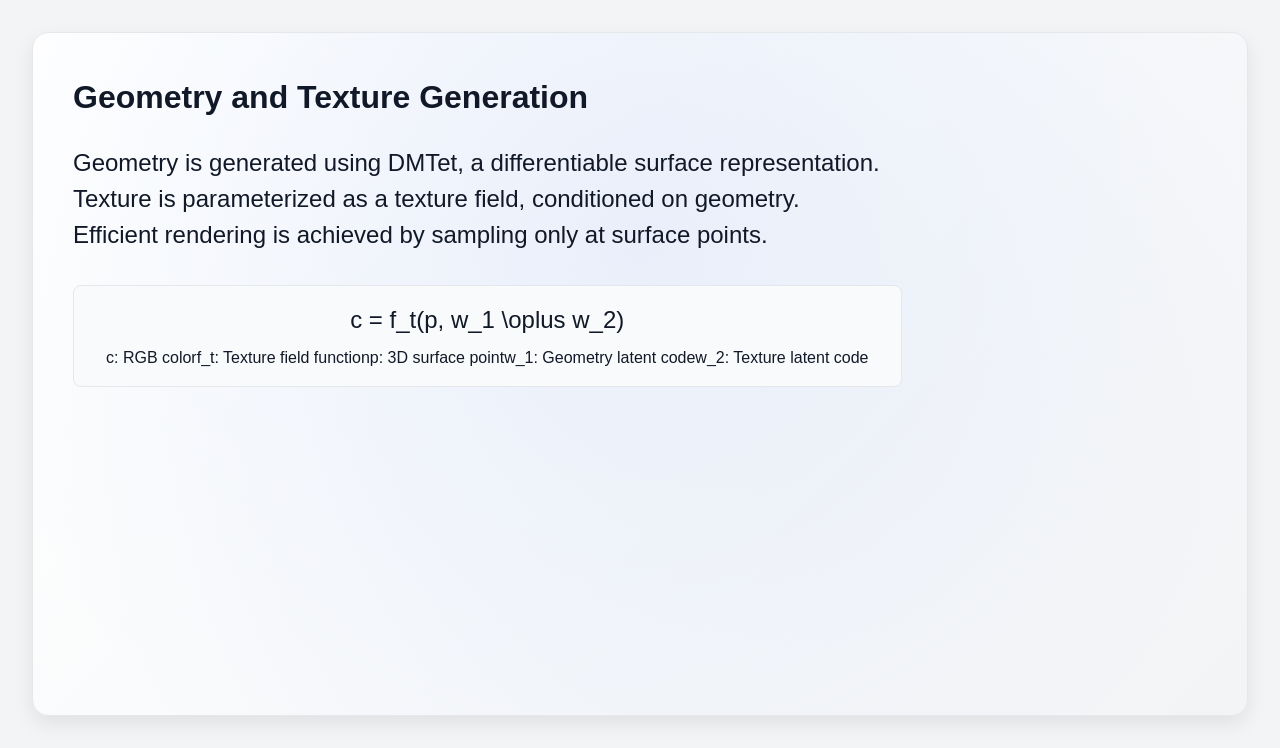 Geometry and Texture Generation
Geometry is generated using DMTet, a differentiable surface representation.
Texture is parameterized as a texture field, conditioned on geometry.
Efficient rendering is achieved by sampling only at surface points.
c = f_t(p, w_1 \oplus w_2)
c: RGB colorf_t: Texture field functionp: 3D surface pointw_1: Geometry latent codew_2: Texture latent code